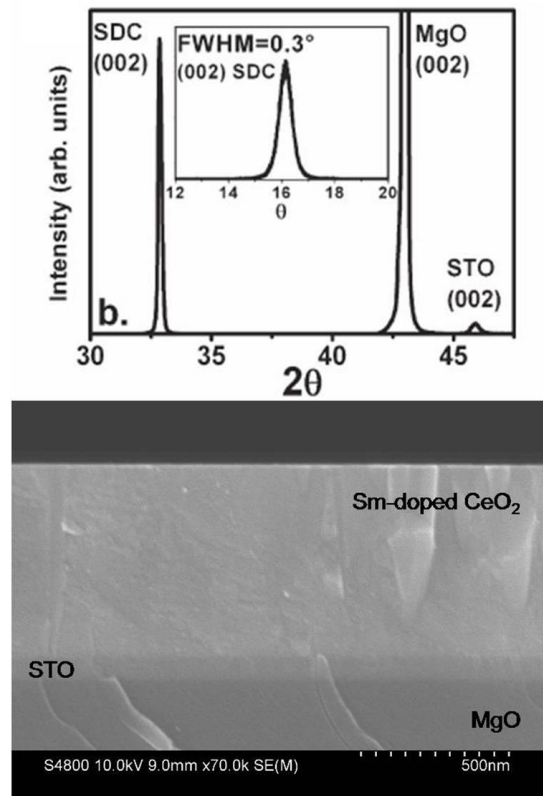 SDC
(002)
FWHM=0.3°
(002) SDC
12 14 16 18 20
θ
MgO
(002)
STO
(002)
Intensity (arb. units)
b.
30 35 40 45
2θ
Sm-doped CeO₂
STO
MgO
S4800 10.0kV 9.0mm x70.0k SE(M)
500nm